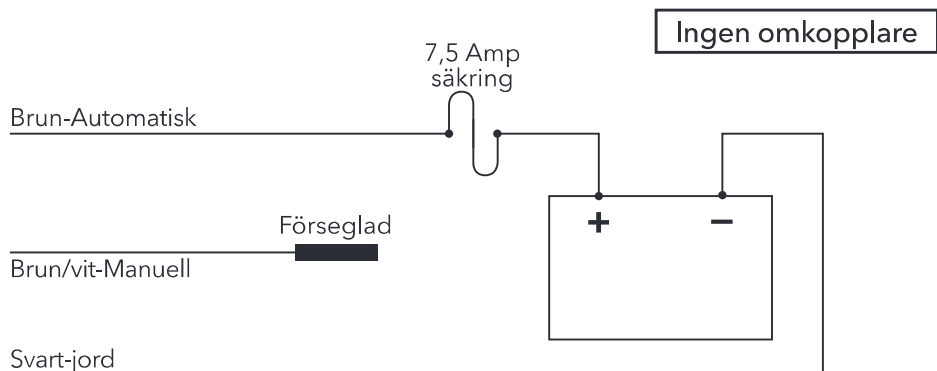 Ingen omkopplare
7,5 Amp
säkring
Brun-Automatisk
+ −
Förseglad
Brun/vit-Manuell
Svart-jord